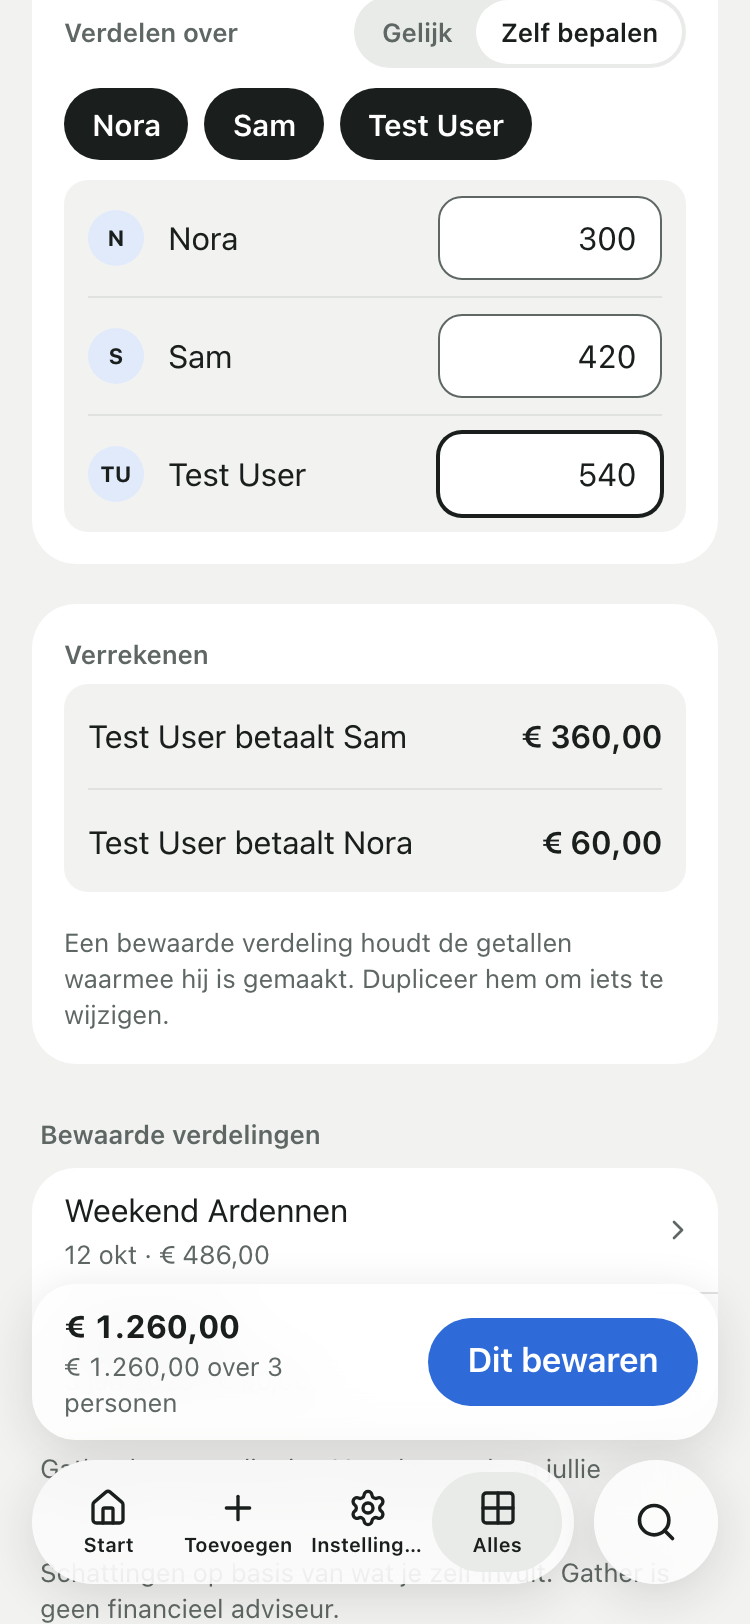 Verdelen over
Gelijk
Zelf bepalen
Nora
Sam
Test User
N
Nora
300
S
Sam
420
TU
Test User
540
Verrekenen
Test User betaalt Sam
€ 360,00
Test User betaalt Nora
€ 60,00
Een bewaarde verdeling houdt de getallen
waarmee hij is gemaakt. Dupliceer hem om iets te
wijzigen.
Bewaarde verdelingen
Weekend Ardennen
12 okt · € 486,00
€ 1.260,00
€ 1.260,00 over 3
personen
Dit bewaren
jullie
Start
Toevoegen
Instelling...
Alles
Schattingen op basis van wat je zelf invult. Gather is
geen financieel adviseur.